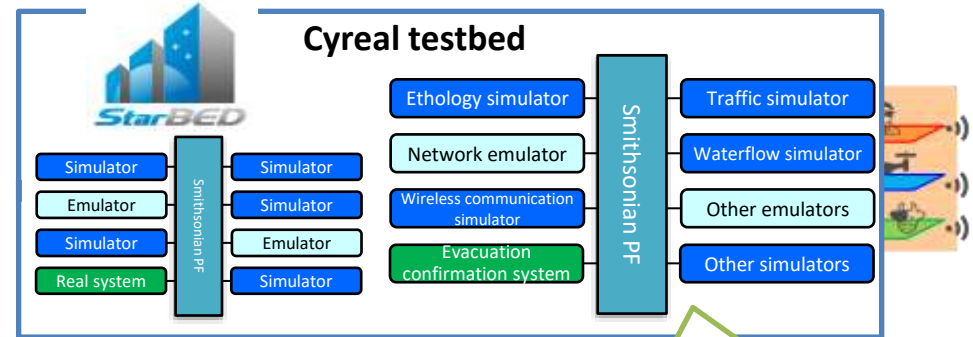 Cyreal testbed
StarBED
Simulator
Emulator
Simulator
Real system
Smithsonian PF
Simulator
Simulator
Emulator
Simulator
Ethology simulator
Network emulator
Wireless communication
simulator
Evacuation
confirmation system
Smithsonian PF
Traffic simulator
Waterflow simulator
Other emulators
Other simulators